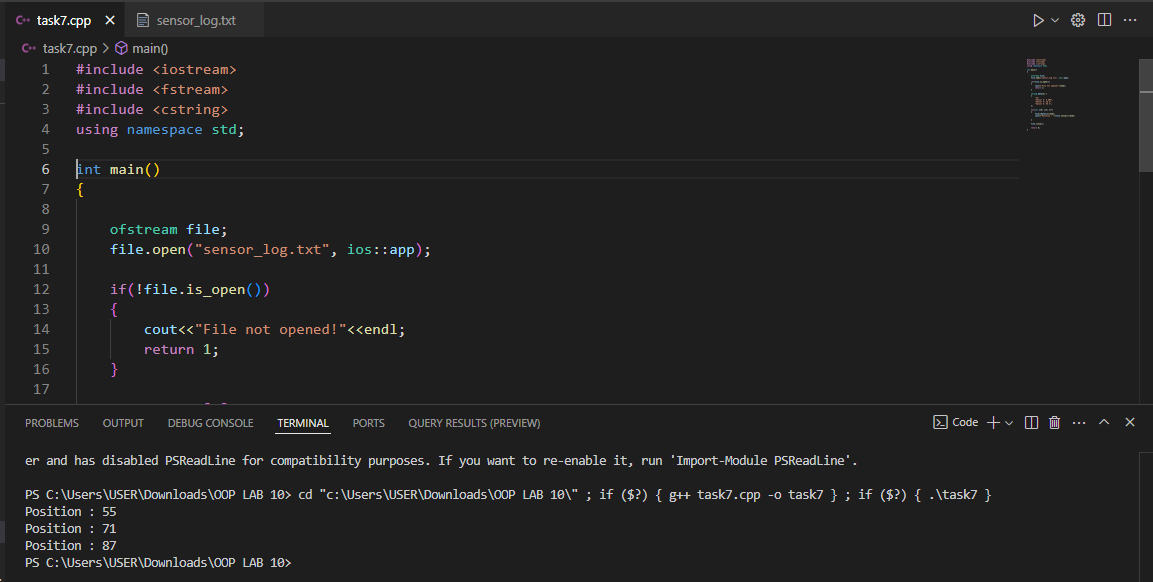 task7.cpp
sensor_log.txt
task7.cpp > main()
1 #include <iostream>
2 #include <fstream>
3 #include <cstring>
4 using namespace std;
5
6 int main()
7 {
8
9 ofstream file;
10 file.open("sensor_log.txt", ios::app);
11
12 if(!file.is_open())
13 {
14 cout<<"File not opened!"<<endl;
15 return 1;
16 }
17
PROBLEMS OUTPUT DEBUG CONSOLE TERMINAL PORTS QUERY RESULTS (PREVIEW) Code
er and has disabled PSReadLine for compatibility purposes. If you want to re-enable it, run 'Import-Module PSReadLine'.
PS C:\Users\USER\Downloads\OOP LAB 10> cd "c:\Users\USER\Downloads\OOP LAB 10\" ; if ($?) { g++ task7.cpp -o task7 } ; if ($?) { .\task7 }
Position : 55
Position : 71
Position : 87
PS C:\Users\USER\Downloads\OOP LAB 10>